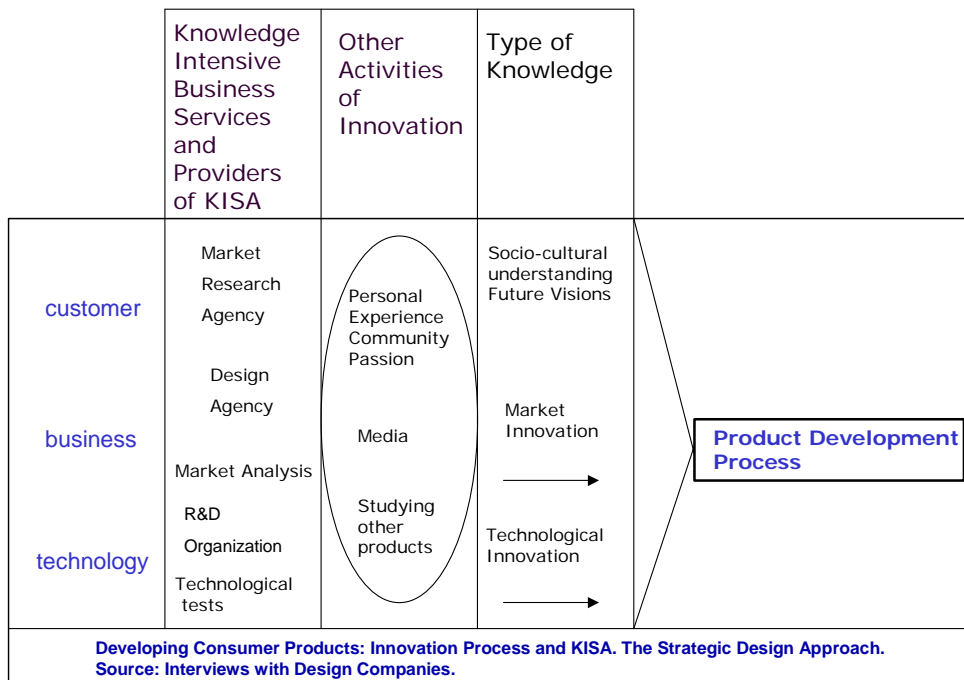 Knowledge
Intensive
Business
Services
and
Providers
of KISA
Other
Activities
of
Innovation
Type of
Knowledge
customer
business
technology
Market
Research
Agency
Design
Agency
Market Analysis
R&D
Organization
Technological
tests
Personal
Experience
Community
Passion
Media
Studying
other
products
Socio-cultural
understanding
Future Visions
Market
Innovation
Technological
Innovation
Product Development
Process
Developing Consumer Products: Innovation Process and KISA. The Strategic Design Approach.
Source: Interviews with Design Companies.